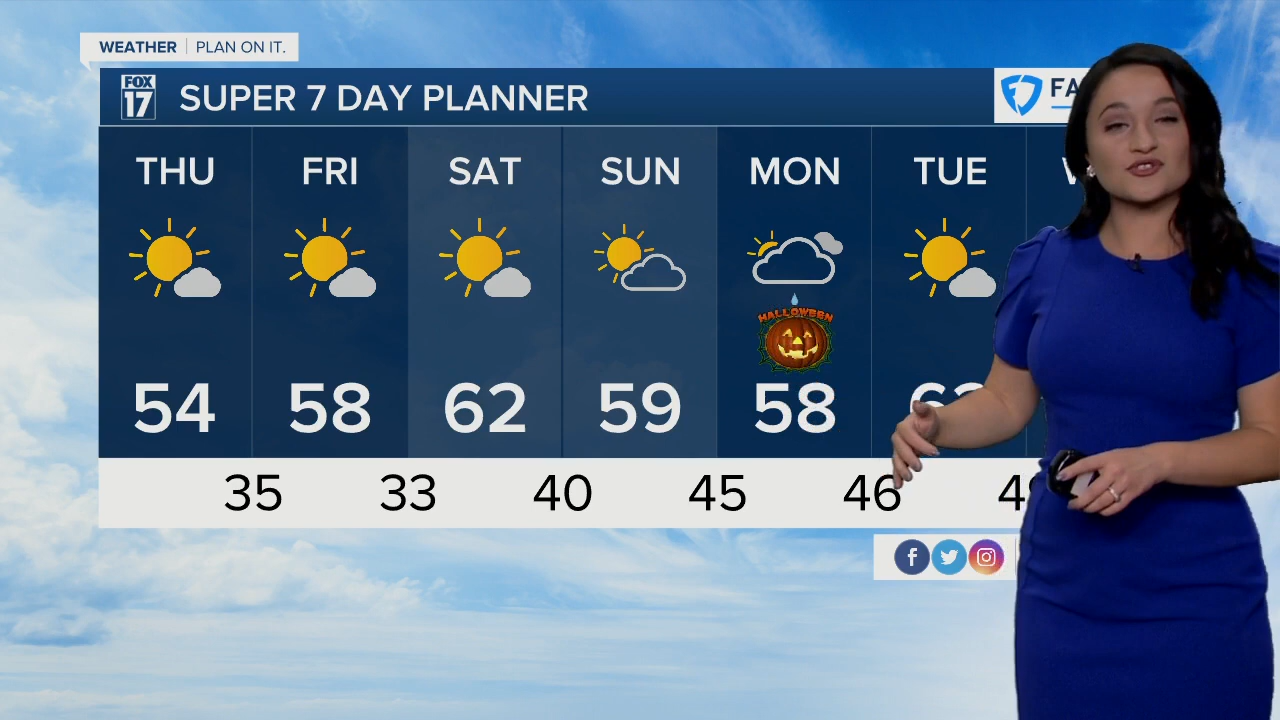 WEATHER | PLAN ON IT.
FOX
17
SUPER 7 DAY PLANNER
THU FRI SAT SUN MON TUE
HALLOWEEN
54 58 62 59 58
35 33 40 45 46